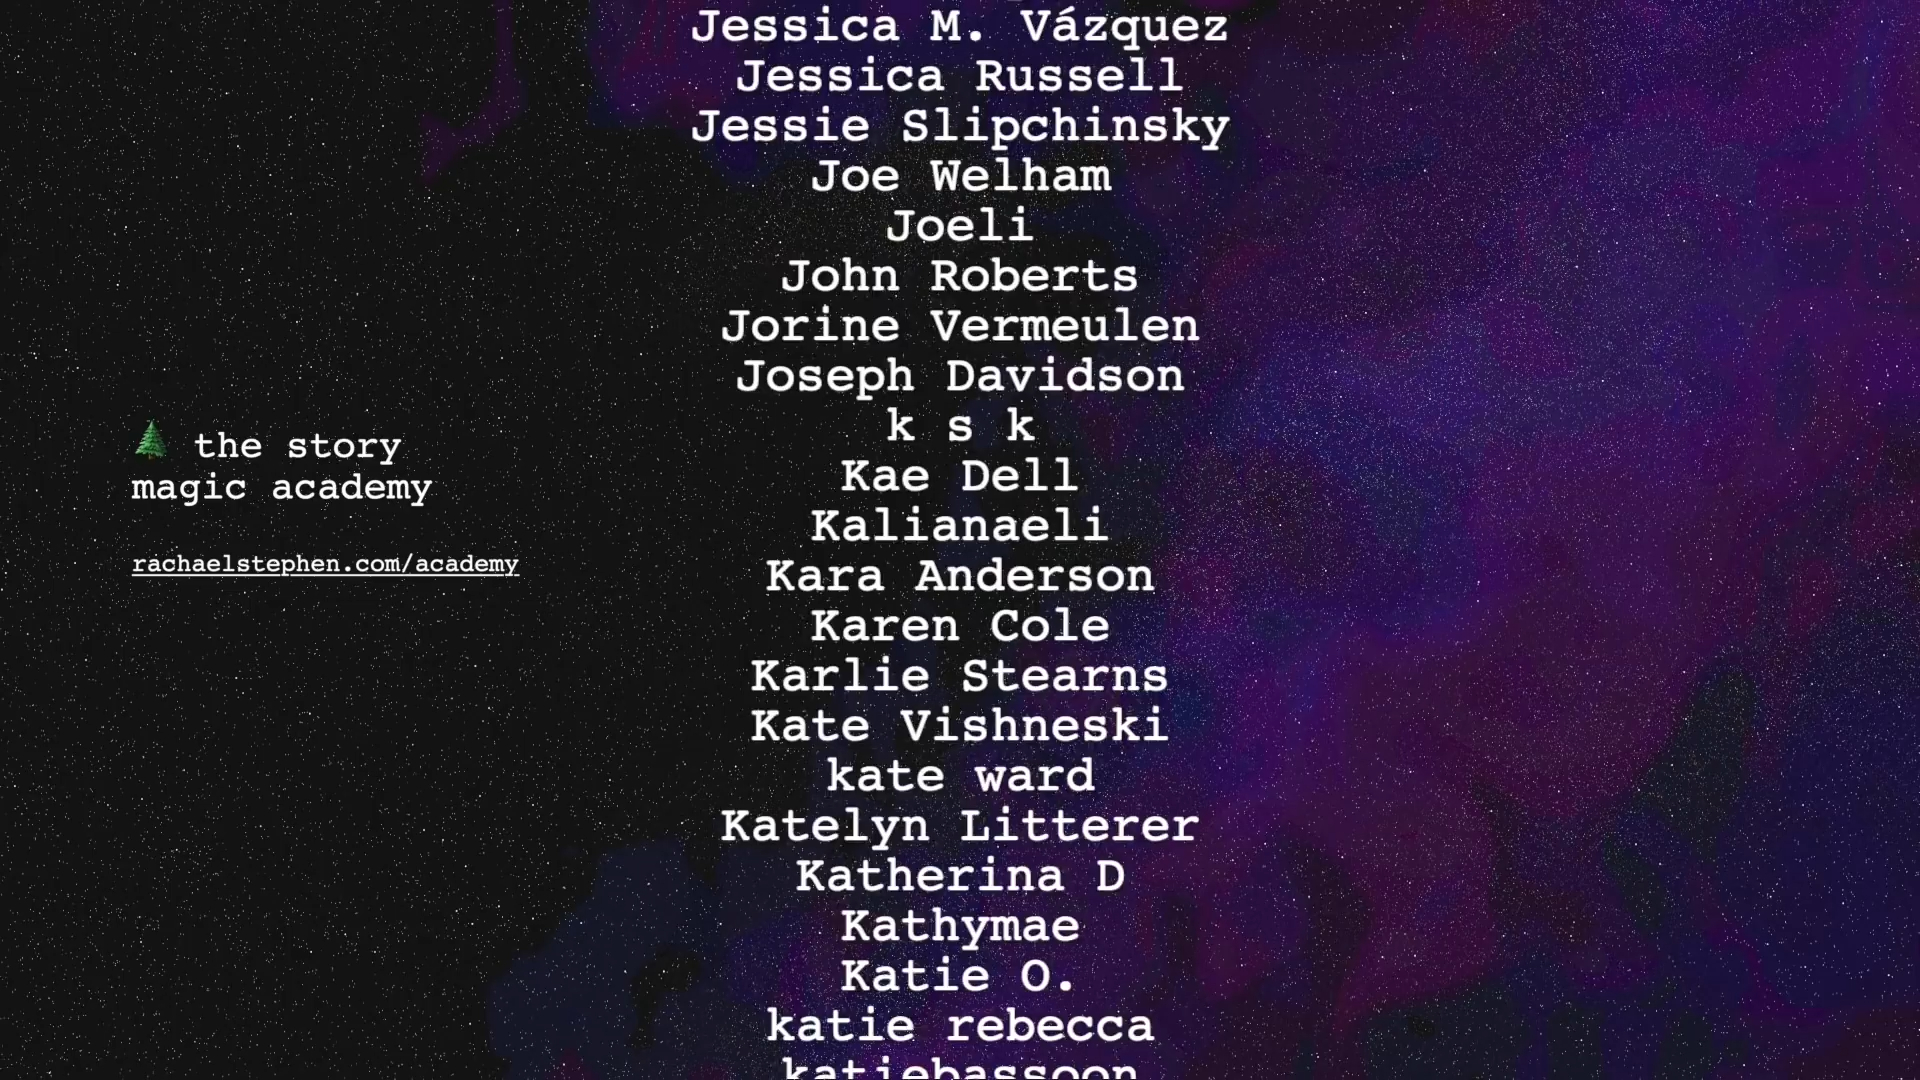 Jessica M. Vázquez
Jessica Russell
Jessie Slipchinsky
Joe Welham
Joeli
John Roberts
Jorine Vermeulen
Joseph Davidson
k s k
Kae Dell
Kalianaeli
Kara Anderson
Karen Cole
Karlie Stearns
Kate Vishneski
kate ward
Katelyn Litterer
Katherina D
Kathymae
Katie O.
katie rebecca
katiebassoon
🌲 the story
magic academy
rachaelstephen.com/academy